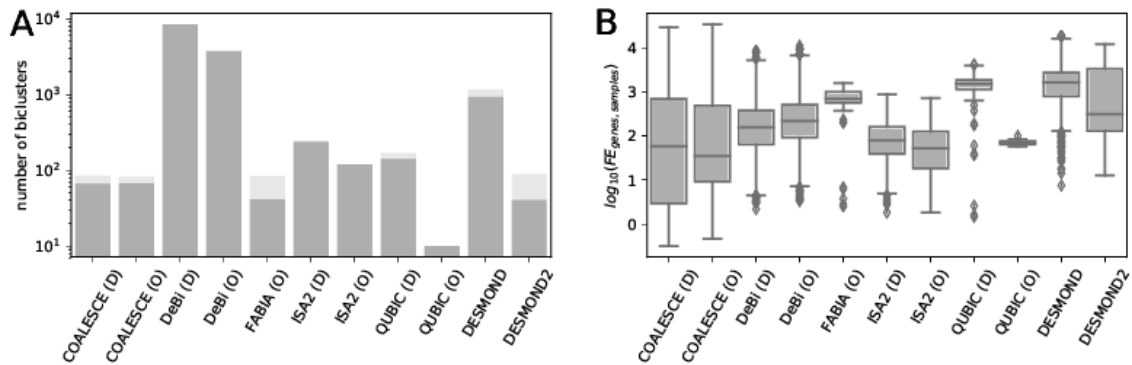 A
number of biclusters
10^4
10^3
10^2
10^1
COALESCE (D)
COALESCE (O)
DeBi (D)
DeBi (O)
FABIA (O)
ISA2 (D)
ISA2 (O)
QUBIC (D)
QUBIC (O)
DESMOND
DESMOND2
B
log_10(FE_genes,samples)
4
3
2
1
0
COALESCE (D)
COALESCE (O)
DeBi (D)
DeBi (O)
FABIA (O)
ISA2 (D)
ISA2 (O)
QUBIC (D)
QUBIC (O)
DESMOND
DESMOND2